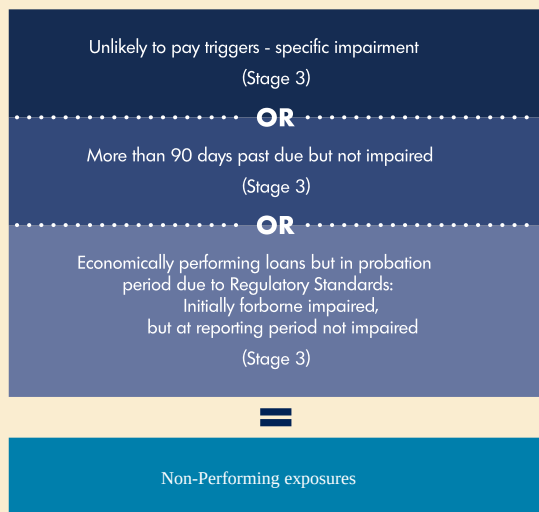 Unlikely to pay triggers - specific impairment
(Stage 3)
OR
More than 90 days past due but not impaired
(Stage 3)
OR
Economically performing loans but in probation
period due to Regulatory Standards:
Initially forborne impaired,
but at reporting period not impaired
(Stage 3)
=
Non-Performing exposures